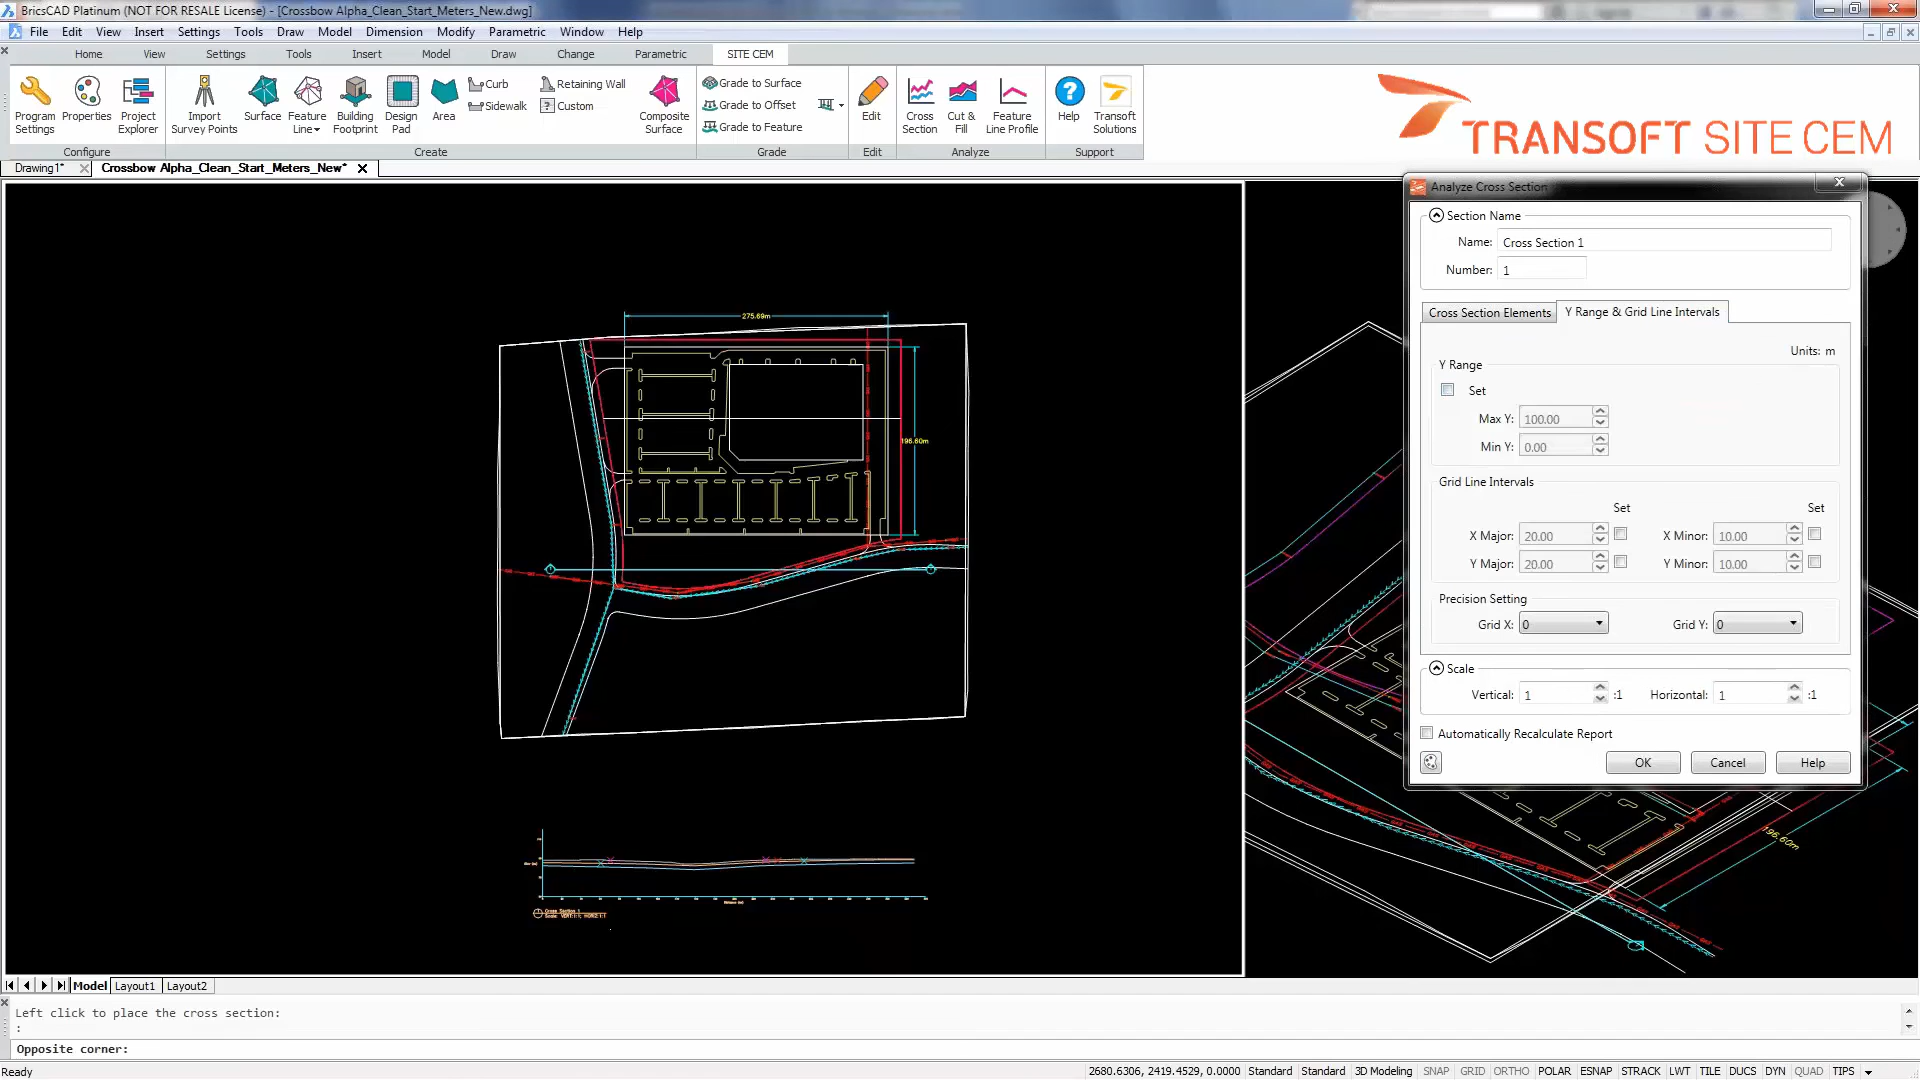 BricsCAD Platinum (NOT FOR RESALE License) - [Crossbow Alpha_Clean_Start_Meters_New.dwg]
File Edit View Insert Settings Tools Draw Model Dimension Modify Parametric Window Help
Home View Settings Tools Insert Model Draw Change Parametric SITE CEM
Program Settings
Properties
Project Explorer
Configure
Import Survey Points
Surface
Feature Line
Building Footprint
Design Pad
Area
Curb
Sidewalk
Retaining Wall
Custom
Composite Surface
Create
Grade to Surface
Grade to Offset
Grade to Feature
Grade
Edit
Edit
Cross Section
Cut & Fill
Feature Line Profile
Analyze
Help
Transoft Solutions
Support
TRANSOFT SITE CEM
Drawing1*
Crossbow Alpha_Clean_Start_Meters_New*
275.69m
196.60m
Cross Section 1
196.60m
Analyze Cross Section
Section Name
Name: Cross Section 1
Number: 1
Cross Section Elements
Y Range & Grid Line Intervals
Units: m
Y Range
Set
Max Y: 100.00
Min Y: 0.00
Grid Line Intervals
Set Set
X Major: 20.00 X Minor: 10.00
Y Major: 20.00 Y Minor: 10.00
Precision Setting
Grid X: 0 Grid Y: 0
Scale
Vertical: 1 :1 Horizontal: 1 :1
Automatically Recalculate Report
OK Cancel Help
Model Layout1 Layout2
Left click to place the cross section:
:
Opposite corner:
Ready
2680.6306, 2419.4529, 0.0000 Standard Standard 3D Modeling SNAP GRID ORTHO POLAR ESNAP STRACK LWT TILE DUCS DYN QUAD TIPS